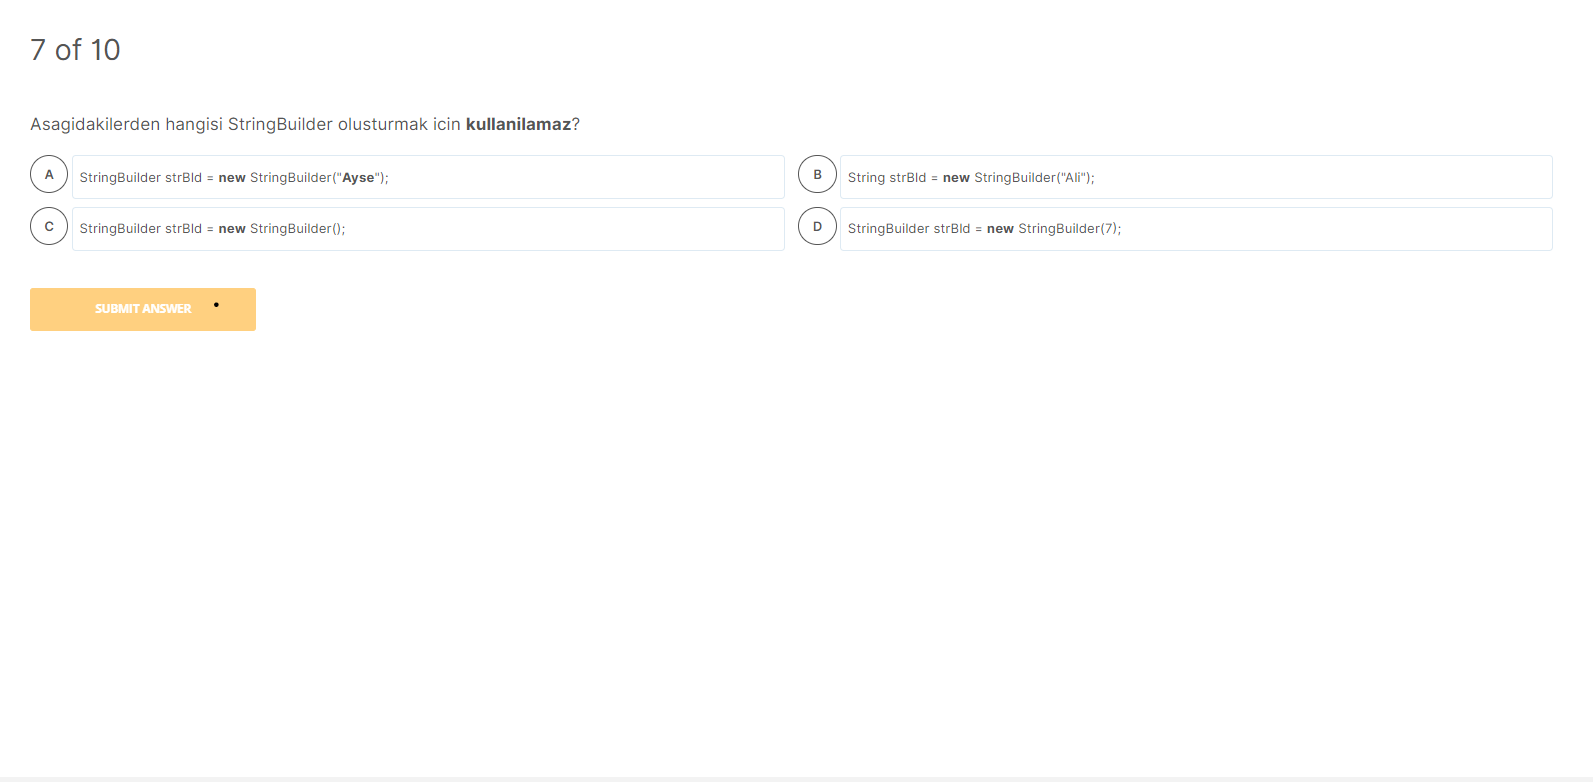 7 of 10
Asagidakilerden hangisi StringBuilder olusturmak icin kullanilamaz?
A StringBuilder strBld = new StringBuilder("Ayse");
B String strBld = new StringBuilder("Ali");
C StringBuilder strBld = new StringBuilder();
D StringBuilder strBld = new StringBuilder(7);
SUBMIT ANSWER